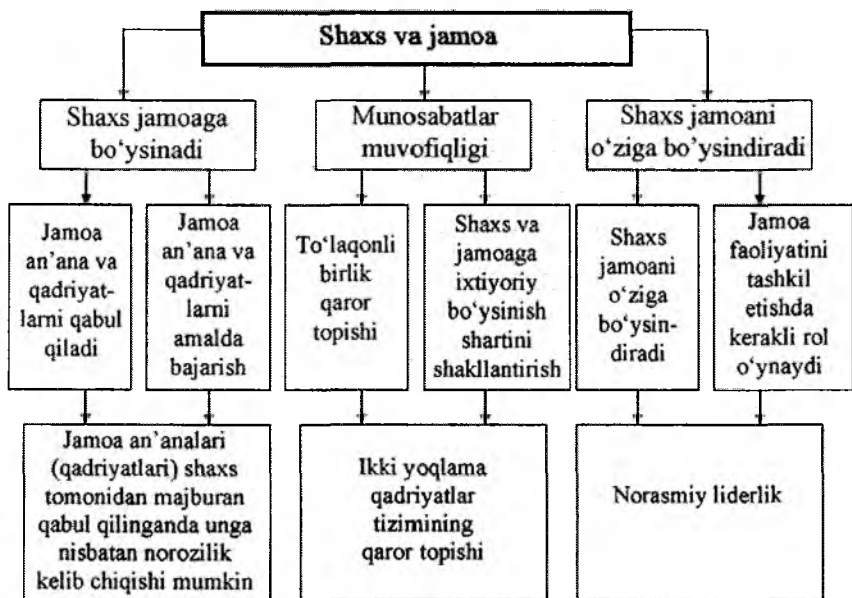 Shaxs va jamoa
Shaxs jamoaga
bo‘ysinadi
Munosabatlar
muvofiqligi
Shaxs jamoani
o‘ziga bo‘ysindiradi
Jamoa
an’ana va
qadriyat-
larni qabul
qiladi
Jamoa
an’ana va
qadriyat-
larni
amalda
bajarish
To‘laqonli
birlik
qaror
topishi
Shaxs va
jamoaga
ixtiyoriy
bo‘ysinish
shartini
shakllantirish
Shaxs
jamoani
o‘ziga
bo‘ysin-
diradi
Jamoa
faoliyatini
tashkil
etishda
kerakli rol
o‘ynaydi
Jamoa an’analari
(qadriyatlari) shaxs
tomonidan majburan
qabul qilinganda unga
nisbatan norozilik
kelib chiqishi mumkin
Ikki yoqlama
qadriyatlar
tizimining
qaror topishi
Norasmiy liderlik